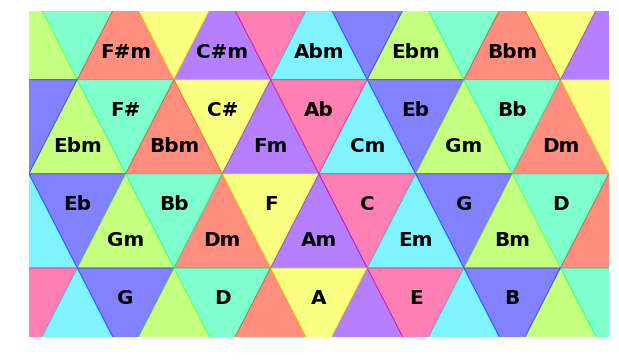 F#m C#m Abm Ebm Bbm
F# C# Ab Eb Bb
Ebm Bbm Fm Cm Gm Dm
Eb Bb F C G D
Gm Dm Am Em Bm
G D A E B